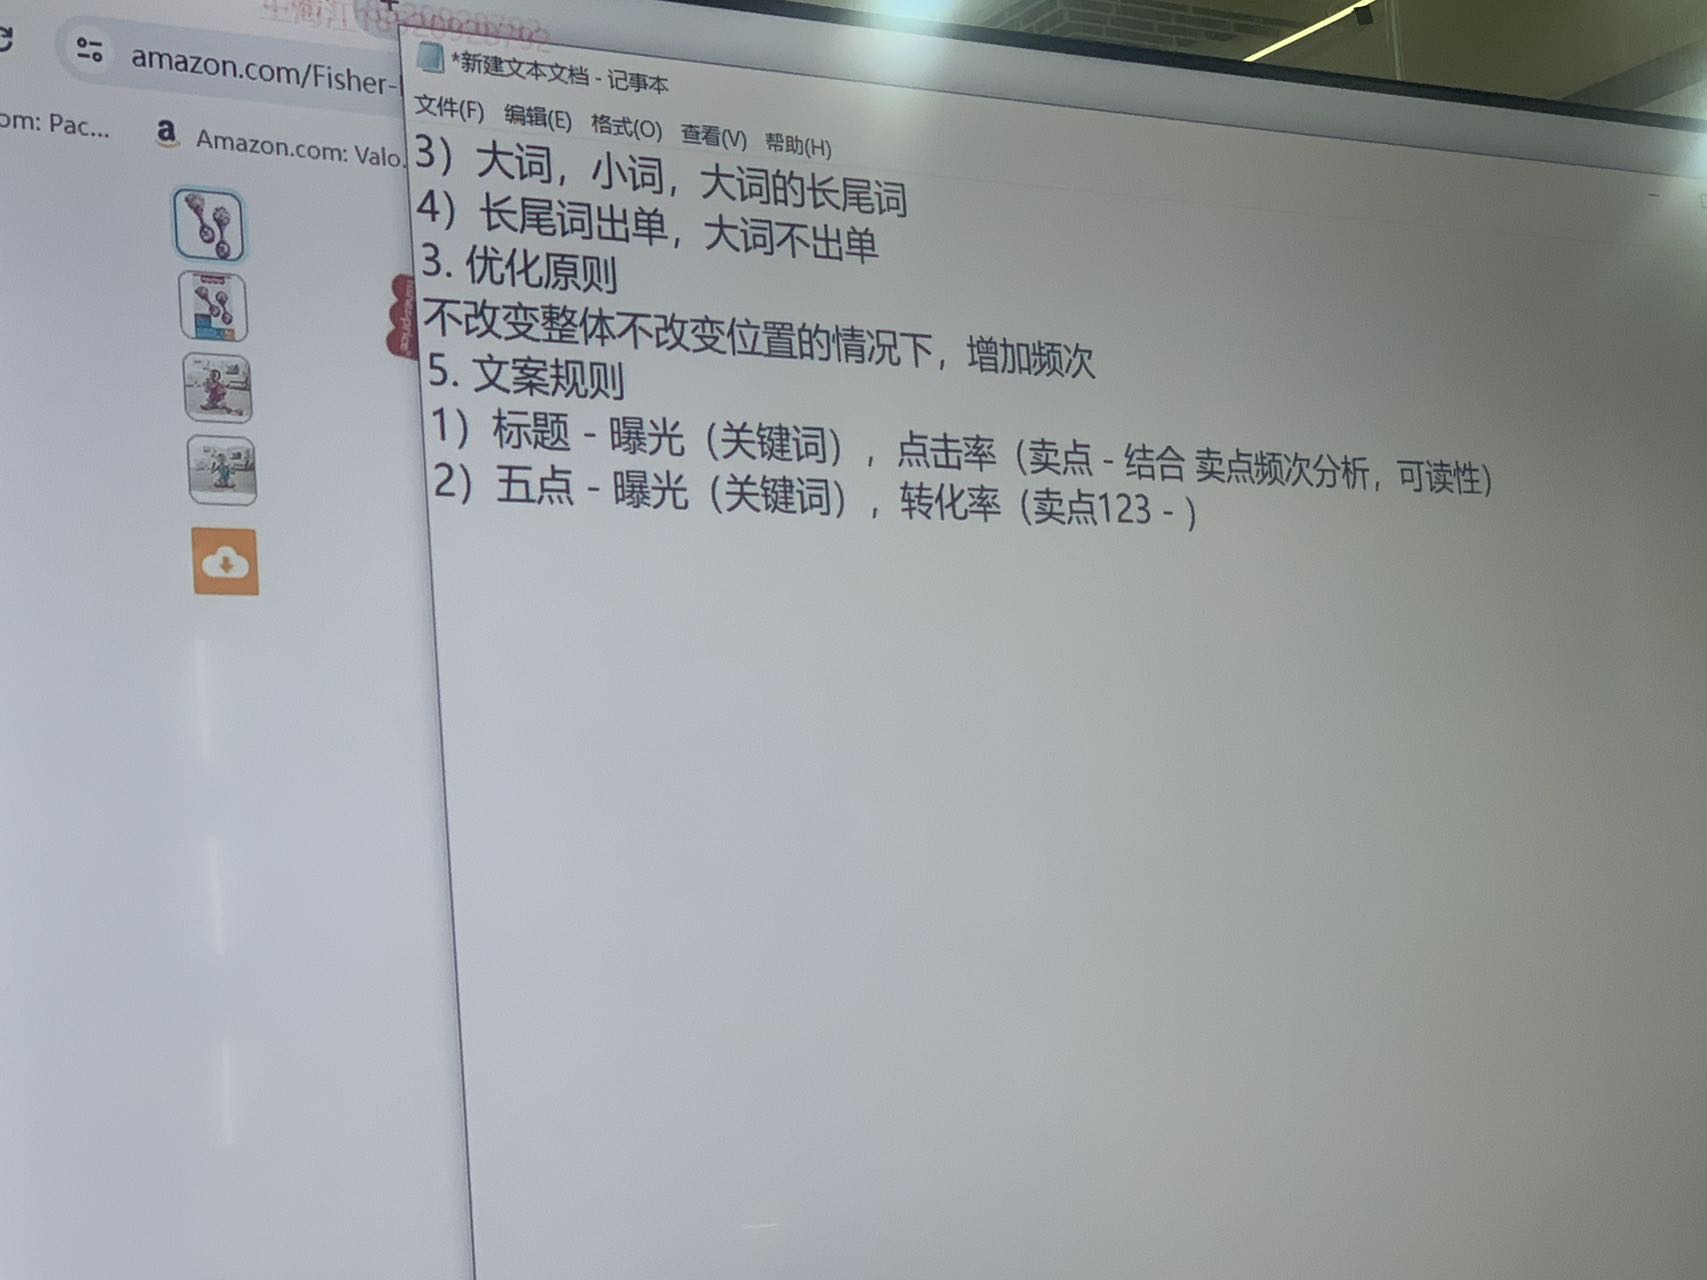 amazon.com/Fisher-
om: Pac...
Amazon.com: Valo.
*新建文本文档 - 记事本
文件(F) 编辑(E) 格式(O) 查看(V) 帮助(H)
3）大词，小词，大词的长尾词
4）长尾词出单，大词不出单
3. 优化原则
不改变整体不改变位置的情况下，增加频次
5. 文案规则
1）标题 - 曝光（关键词），点击率（卖点 - 结合 卖点频次分析，可读性）
2）五点 - 曝光（关键词），转化率（卖点123 - ）